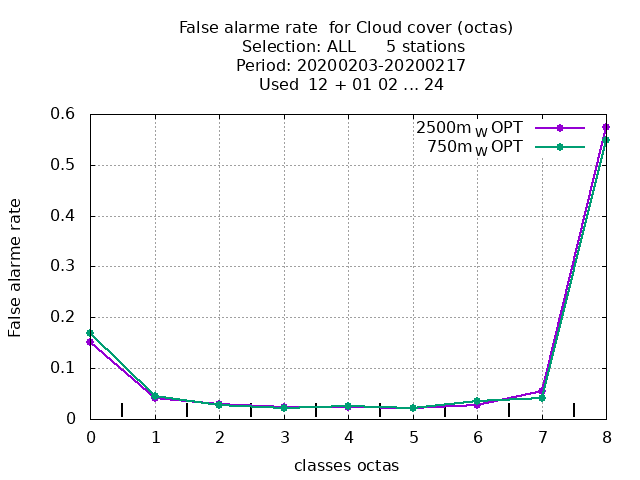 False alarme rate for Cloud cover (octas)
Selection: ALL 5 stations
Period: 20200203-20200217
Used 12 + 01 02 ... 24
2500m W OPT
750m W OPT
0.6
0.5
0.4
0.3
0.2
0.1
0
False alarme rate
0 1 2 3 4 5 6 7 8
classes octas